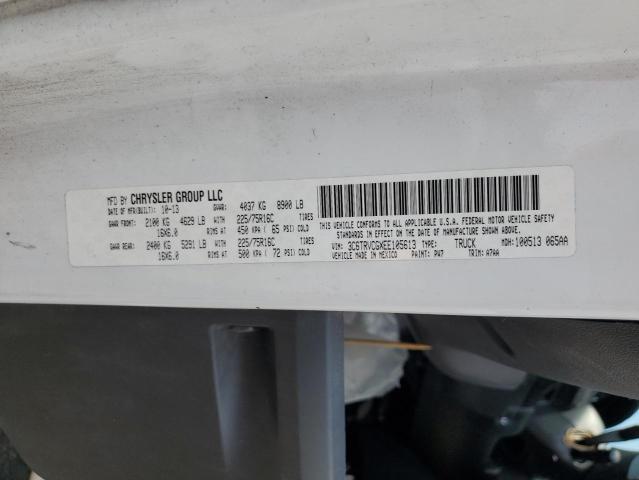 MFD BY CHRYSLER GROUP LLC
DATE OF MFR(BUILT): 10-13 GVWR: 4037 KG 8900 LB
GAWR FRONT: 2100 KG 4629 LB WITH 225/75R16C TIRES
16X6.0 RIMS AT 450 KPA ( 65 PSI) COLD
GAWR REAR: 2400 KG 5291 LB WITH 225/75R16C TIRES
16X6.0 RIMS AT 500 KPA ( 72 PSI) COLD
THIS VEHICLE CONFORMS TO ALL APPLICABLE U.S.A. FEDERAL MOTOR VEHICLE SAFETY
STANDARDS IN EFFECT ON THE DATE OF MANUFACTURE SHOWN ABOVE.
VIN: 3C6TRVCGXEE105613 TYPE: TRUCK MDH: 100513 065AA
VEHICLE MADE IN MEXICO PAINT: PW7 TRIM: A7AA